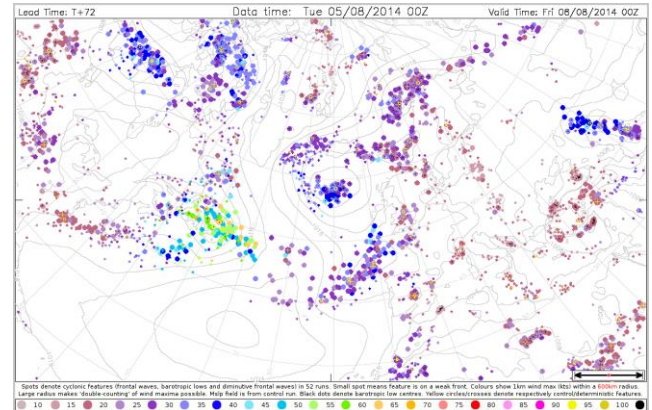 Lead Time: T+72 Data time: Tue 05/08/2014 00Z Valid Time: Fri 08/08/2014 00Z
Spots denote cyclonic features (frontal waves, barotropic lows and diminutive frontal waves) in 52 runs. Small spot means feature is on a weak front. Colours show 1km wind max (kts) within a 600km radius.
Large radius makes 'double-counting' of wind maxima possible. Mslp field is from control run. Black dots denote barotropic low centres. Yellow circles/crosses denote respectively control/deterministic features.
10 15 20 25 30 35 40 45 50 55 60 65 70 75 80 85 90 95 100